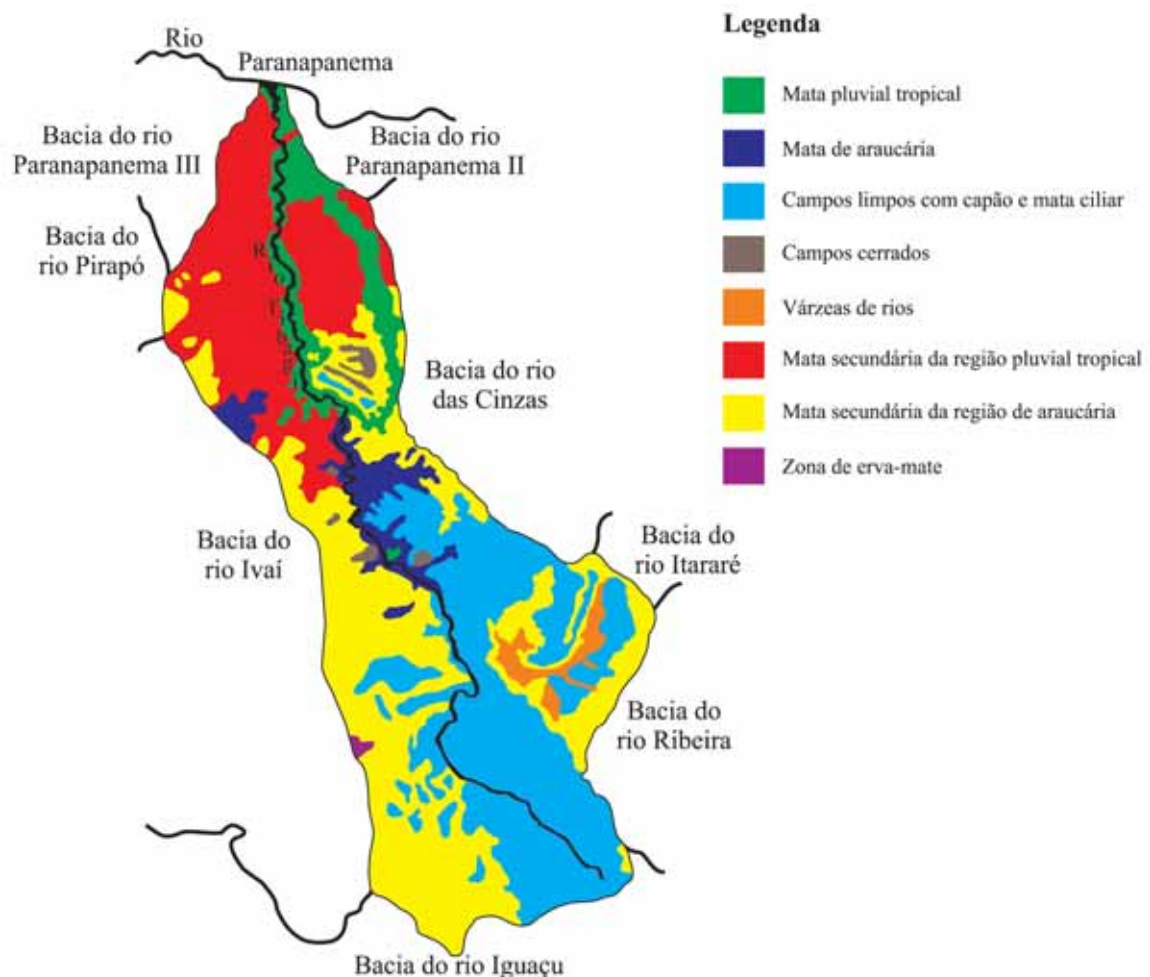 Rio
Paranapanema
Bacia do rio
Paranapanema III
Bacia do rio
Paranapanema II
Bacia do
rio Pirapó
Bacia do rio
das Cinzas
Bacia do
rio Ivaí
Bacia do
rio Itararé
Bacia do
rio Ribeira
Bacia do rio Iguaçu
Legenda
Mata pluvial tropical
Mata de araucária
Campos limpos com capão e mata ciliar
Campos cerrados
Várzeas de rios
Mata secundária da região pluvial tropical
Mata secundária da região de araucária
Zona de erva-mate